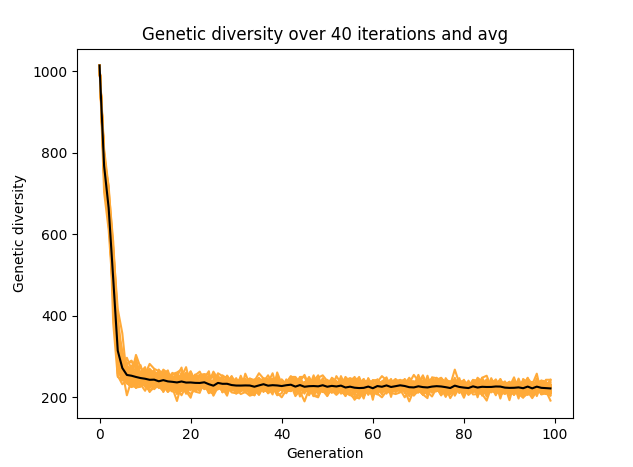 Genetic diversity over 40 iterations and avg
1000
800
600
400
200
Genetic diversity
0 20 40 60 80 100
Generation